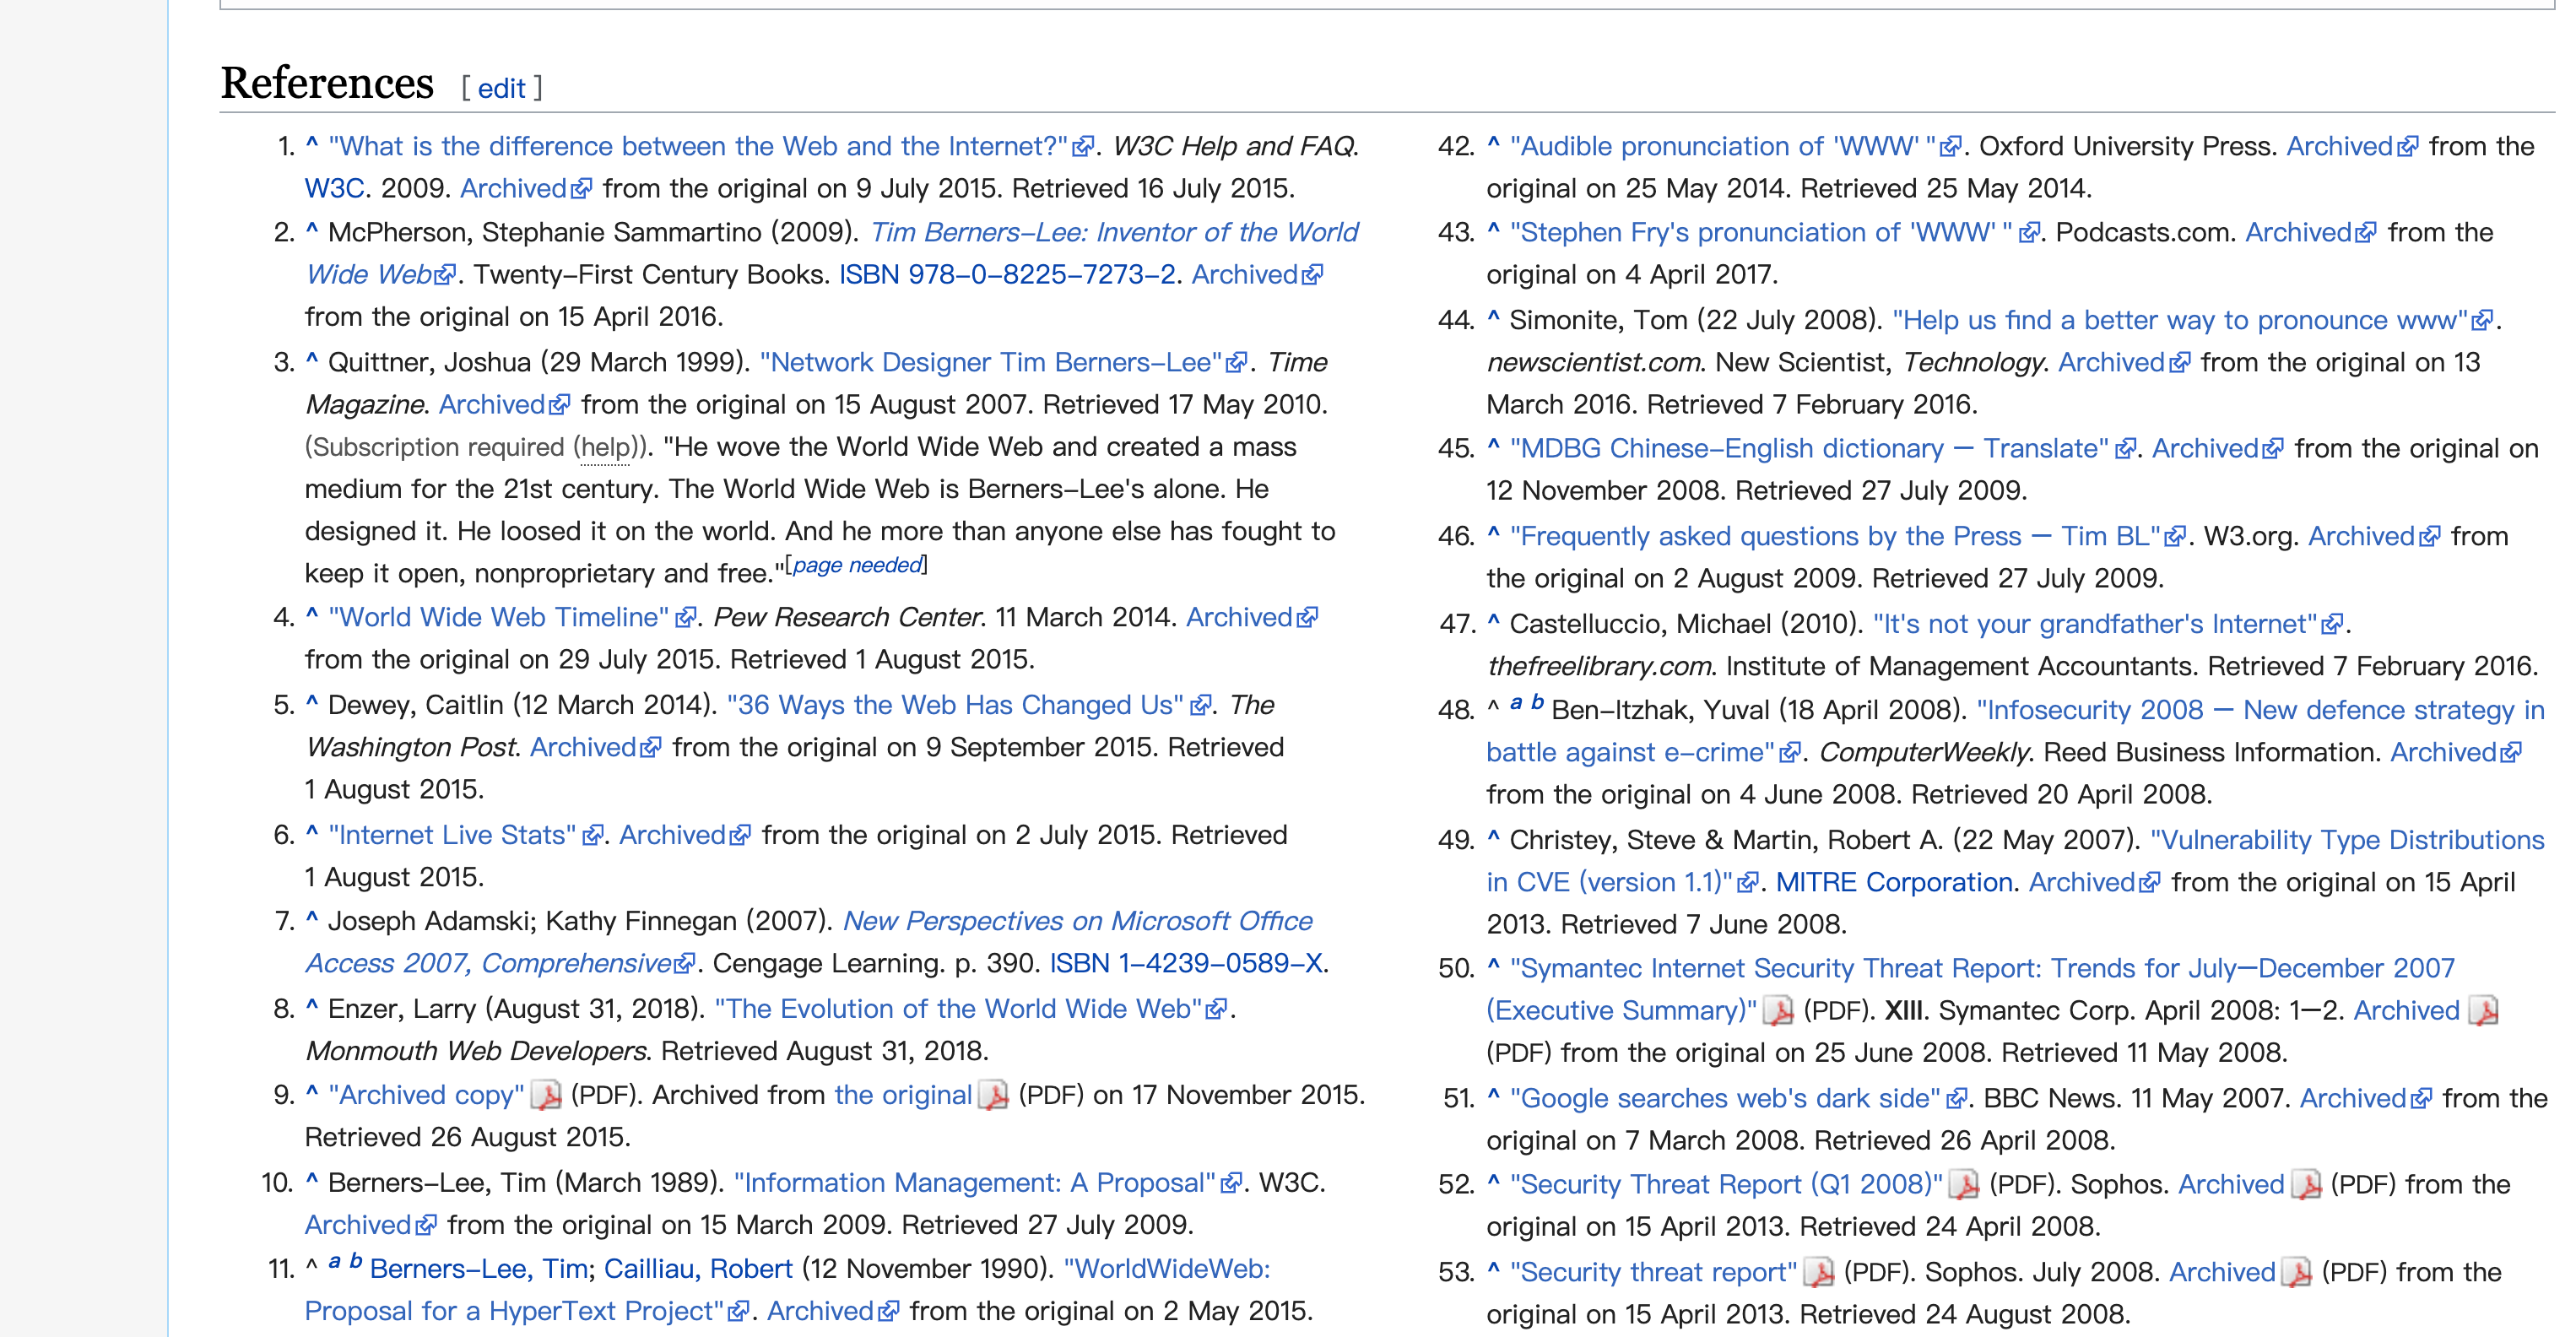 References [ edit ]
1. ^ "What is the difference between the Web and the Internet?". W3C Help and FAQ.
W3C. 2009. Archived from the original on 9 July 2015. Retrieved 16 July 2015.
2. ^ McPherson, Stephanie Sammartino (2009). Tim Berners-Lee: Inventor of the World
Wide Web. Twenty-First Century Books. ISBN 978-0-8225-7273-2. Archived
from the original on 15 April 2016.
3. ^ Quittner, Joshua (29 March 1999). "Network Designer Tim Berners-Lee". Time
Magazine. Archived from the original on 15 August 2007. Retrieved 17 May 2010.
(Subscription required (help)). "He wove the World Wide Web and created a mass
medium for the 21st century. The World Wide Web is Berners-Lee's alone. He
designed it. He loosed it on the world. And he more than anyone else has fought to
keep it open, nonproprietary and free."[page needed]
4. ^ "World Wide Web Timeline". Pew Research Center. 11 March 2014. Archived
from the original on 29 July 2015. Retrieved 1 August 2015.
5. ^ Dewey, Caitlin (12 March 2014). "36 Ways the Web Has Changed Us". The
Washington Post. Archived from the original on 9 September 2015. Retrieved
1 August 2015.
6. ^ "Internet Live Stats". Archived from the original on 2 July 2015. Retrieved
1 August 2015.
7. ^ Joseph Adamski; Kathy Finnegan (2007). New Perspectives on Microsoft Office
Access 2007, Comprehensive. Cengage Learning. p. 390. ISBN 1-4239-0589-X.
8. ^ Enzer, Larry (August 31, 2018). "The Evolution of the World Wide Web".
Monmouth Web Developers. Retrieved August 31, 2018.
9. ^ "Archived copy" (PDF). Archived from the original (PDF) on 17 November 2015.
Retrieved 26 August 2015.
10. ^ Berners-Lee, Tim (March 1989). "Information Management: A Proposal". W3C.
Archived from the original on 15 March 2009. Retrieved 27 July 2009.
11. ^ a b Berners-Lee, Tim; Cailliau, Robert (12 November 1990). "WorldWideWeb:
Proposal for a HyperText Project". Archived from the original on 2 May 2015.
42. ^ "Audible pronunciation of 'WWW' ". Oxford University Press. Archived from the
original on 25 May 2014. Retrieved 25 May 2014.
43. ^ "Stephen Fry's pronunciation of 'WWW' ". Podcasts.com. Archived from the
original on 4 April 2017.
44. ^ Simonite, Tom (22 July 2008). "Help us find a better way to pronounce www".
newscientist.com. New Scientist, Technology. Archived from the original on 13
March 2016. Retrieved 7 February 2016.
45. ^ "MDBG Chinese-English dictionary — Translate". Archived from the original on
12 November 2008. Retrieved 27 July 2009.
46. ^ "Frequently asked questions by the Press — Tim BL". W3.org. Archived from
the original on 2 August 2009. Retrieved 27 July 2009.
47. ^ Castelluccio, Michael (2010). "It's not your grandfather's Internet".
thefreelibrary.com. Institute of Management Accountants. Retrieved 7 February 2016.
48. ^ a b Ben-Itzhak, Yuval (18 April 2008). "Infosecurity 2008 — New defence strategy in
battle against e-crime". ComputerWeekly. Reed Business Information. Archived
from the original on 4 June 2008. Retrieved 20 April 2008.
49. ^ Christey, Steve & Martin, Robert A. (22 May 2007). "Vulnerability Type Distributions
in CVE (version 1.1)". MITRE Corporation. Archived from the original on 15 April
2013. Retrieved 7 June 2008.
50. ^ "Symantec Internet Security Threat Report: Trends for July–December 2007
(Executive Summary)" (PDF). XIII. Symantec Corp. April 2008: 1–2. Archived
(PDF) from the original on 25 June 2008. Retrieved 11 May 2008.
51. ^ "Google searches web's dark side". BBC News. 11 May 2007. Archived from the
original on 7 March 2008. Retrieved 26 April 2008.
52. ^ "Security Threat Report (Q1 2008)" (PDF). Sophos. Archived (PDF) from the
original on 15 April 2013. Retrieved 24 April 2008.
53. ^ "Security threat report" (PDF). Sophos. July 2008. Archived (PDF) from the
original on 15 April 2013. Retrieved 24 August 2008.